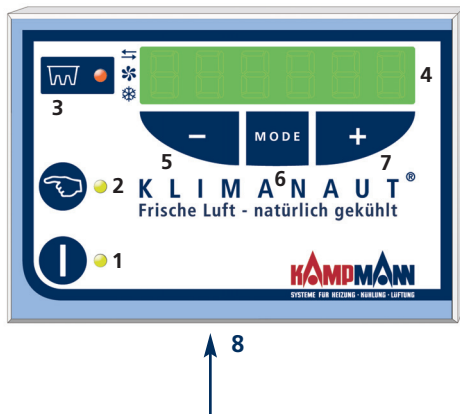 4
3
MODE
5
6
7
2
KLIMANAUT®
Frische Luft - natürlich gekühlt
1
KAMPMANN
SYSTEME FÜR HEIZUNG · KÜHLUNG · LÜFTUNG
8